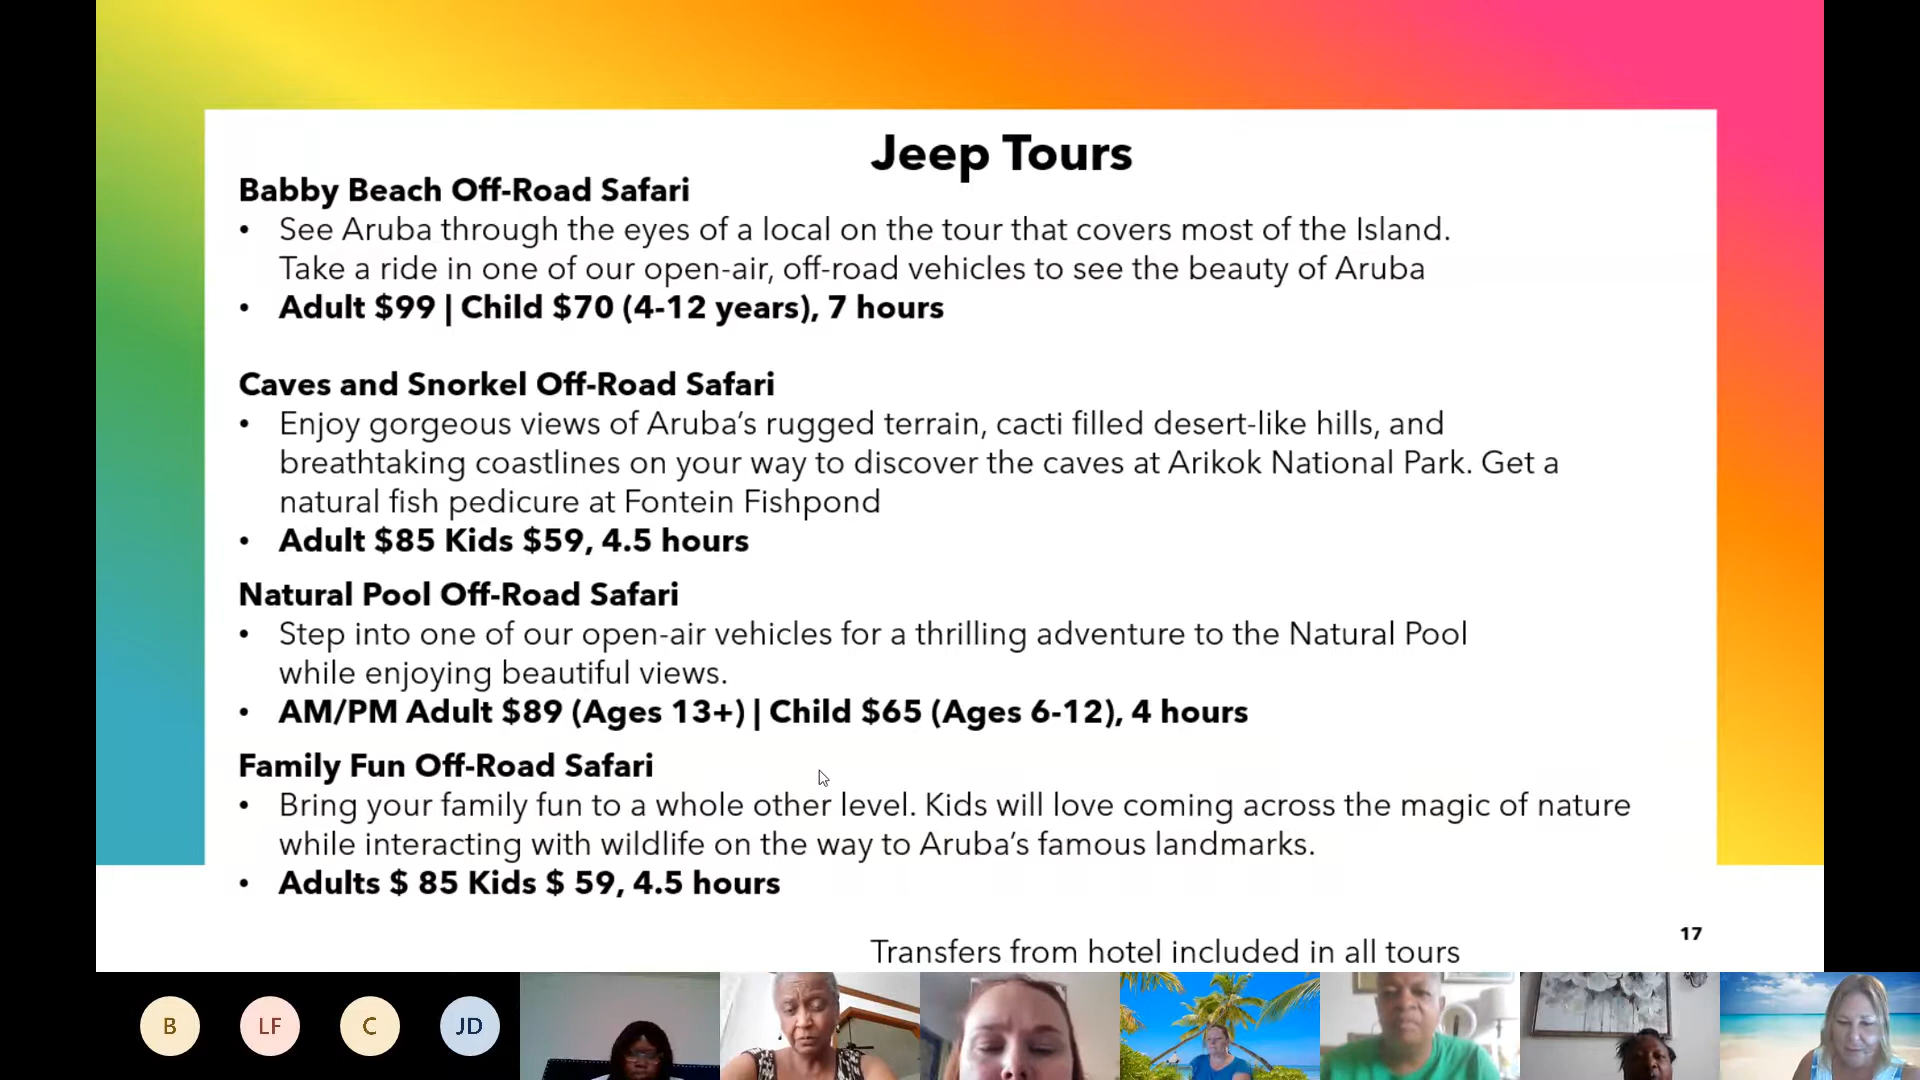 Jeep Tours
Babby Beach Off-Road Safari
• See Aruba through the eyes of a local on the tour that covers most of the Island.
Take a ride in one of our open-air, off-road vehicles to see the beauty of Aruba
• Adult $99 | Child $70 (4-12 years), 7 hours
Caves and Snorkel Off-Road Safari
• Enjoy gorgeous views of Aruba’s rugged terrain, cacti filled desert-like hills, and
breathtaking coastlines on your way to discover the caves at Arikok National Park. Get a
natural fish pedicure at Fontein Fishpond
• Adult $85 Kids $59, 4.5 hours
Natural Pool Off-Road Safari
• Step into one of our open-air vehicles for a thrilling adventure to the Natural Pool
while enjoying beautiful views.
• AM/PM Adult $89 (Ages 13+) | Child $65 (Ages 6-12), 4 hours
Family Fun Off-Road Safari
• Bring your family fun to a whole other level. Kids will love coming across the magic of nature
while interacting with wildlife on the way to Aruba’s famous landmarks.
• Adults $ 85 Kids $ 59, 4.5 hours
17
Transfers from hotel included in all tours
B LF C JD